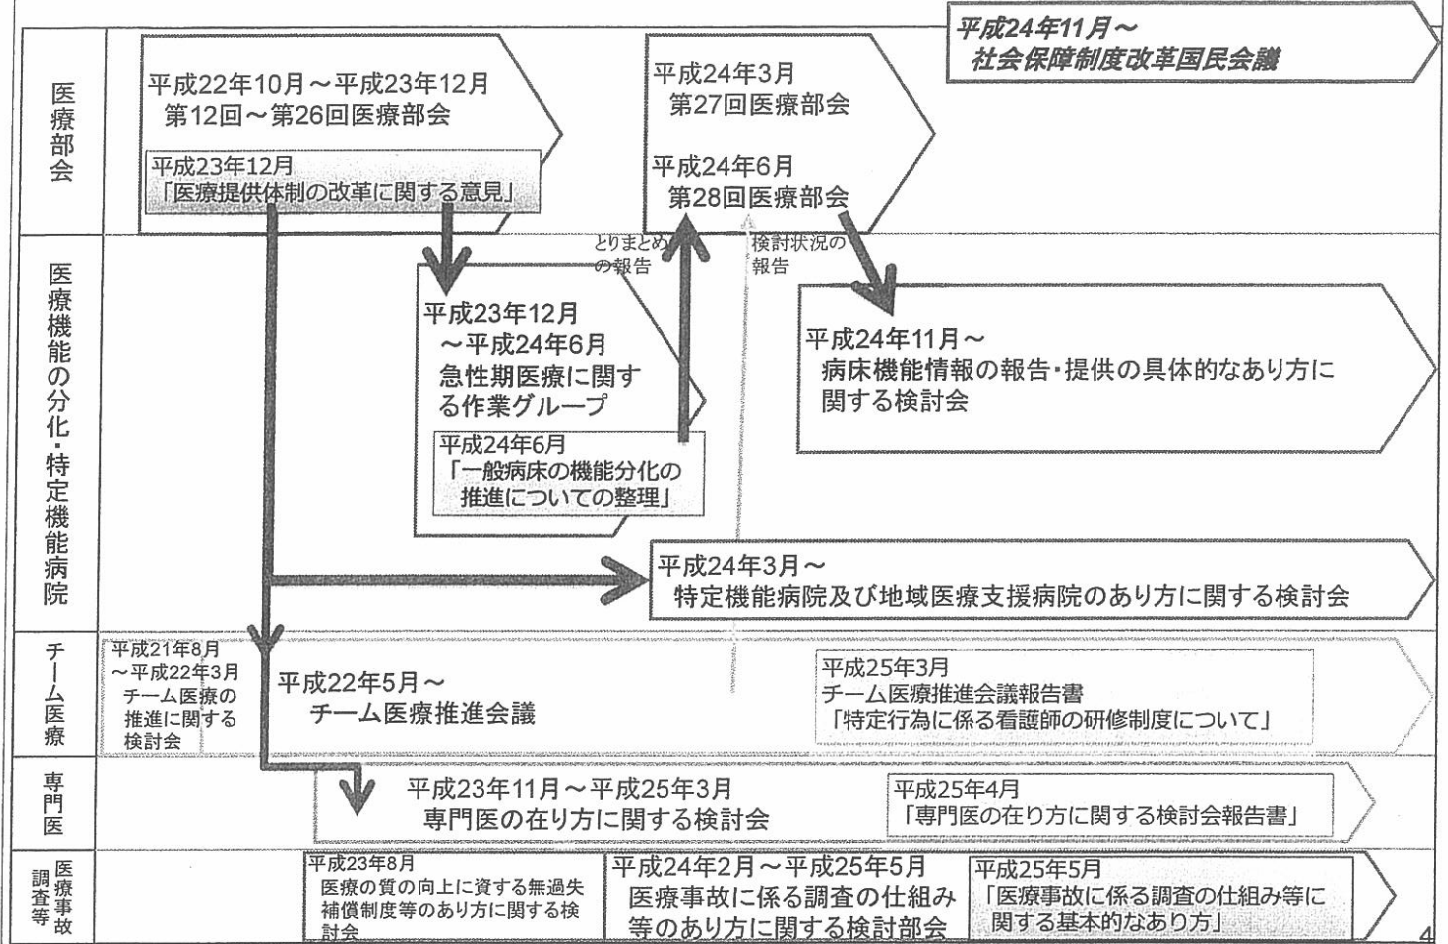 平成24年11月～
社会保障制度改革国民会議
医療部会
平成22年10月～平成23年12月
第12回～第26回医療部会
平成23年12月
「医療提供体制の改革に関する意見」
平成24年3月
第27回医療部会
平成24年6月
第28回医療部会
医療機能の分化・特定機能病院
とりまとめ
の報告
検討状況の
報告
平成23年12月
～平成24年6月
急性期医療に関す
る作業グループ
平成24年6月
「一般病床の機能分化の
推進についての整理」
平成24年11月～
病床機能情報の報告・提供の具体的なあり方に
関する検討会
平成24年3月～
特定機能病院及び地域医療支援病院のあり方に関する検討会
チーム医療
平成21年8月
～平成22年3月
チーム医療の
推進に関する
検討会
平成22年5月～
チーム医療推進会議
平成25年3月
チーム医療推進会議報告書
「特定行為に係る看護師の研修制度について」
専門医
平成23年11月～平成25年3月
専門医の在り方に関する検討会
平成25年4月
「専門医の在り方に関する検討会報告書」
医療事故
調査等
平成23年8月
医療の質の向上に資する無過失
補償制度等のあり方に関する検
討会
平成24年2月～平成25年5月
医療事故に係る調査の仕組み
等のあり方に関する検討部会
平成25年5月
「医療事故に係る調査の仕組み等に
関する基本的なあり方」
4